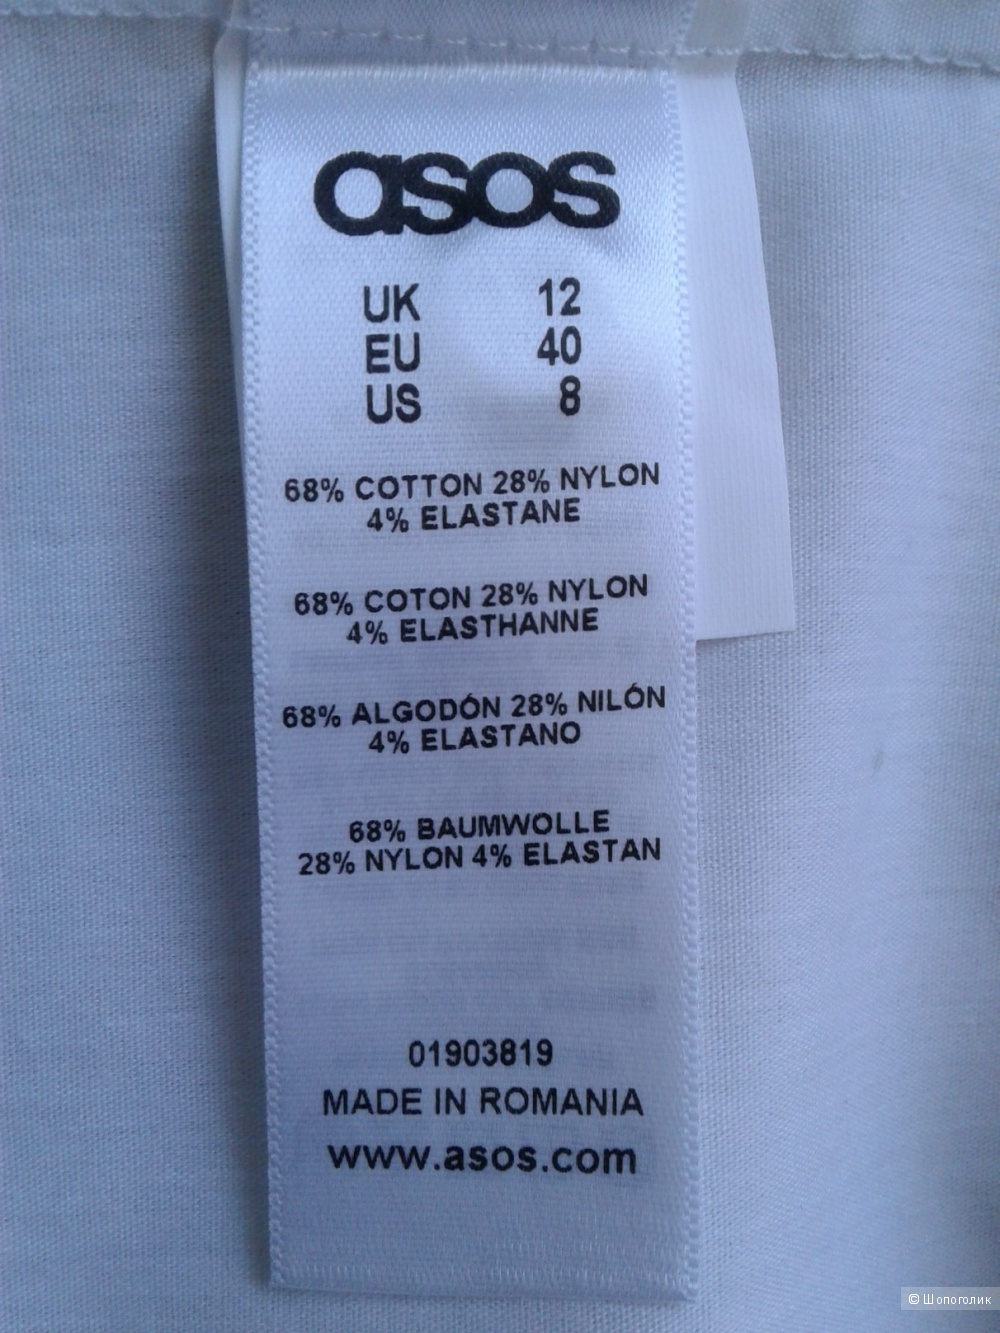 asos
UK 12
EU 40
US 8
68% COTTON 28% NYLON
4% ELASTANE
68% COTON 28% NYLON
4% ELASTHANNE
68% ALGODÓN 28% NILÓN
4% ELASTANO
68% BAUMWOLLE
28% NYLON 4% ELASTAN
01903819
MADE IN ROMANIA
www.asos.com
© Шопоголик